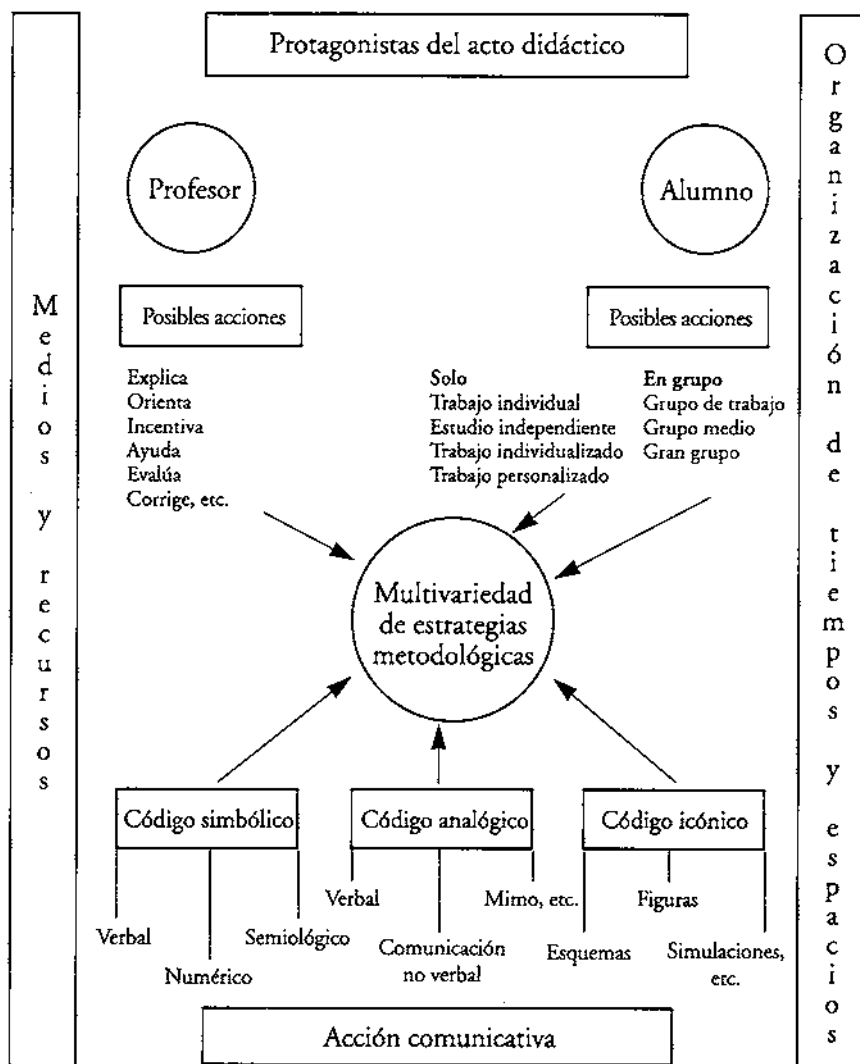 Protagonistas del acto didáctico
Medios y recursos
Organización de tiempos y espacios
Profesor
Alumno
Posibles acciones
Posibles acciones
Explica
Orienta
Incentiva
Ayuda
Evalúa
Corrige, etc.
Solo
Trabajo individual
Estudio independiente
Trabajo individualizado
Trabajo personalizado
En grupo
Grupo de trabajo
Grupo medio
Gran grupo
Multivariedad
de estrategias
metodológicas
Código simbólico
Código analógico
Código icónico
Verbal
Numérico
Semiológico
Verbal
Comunicación
no verbal
Mimo, etc.
Esquemas
Figuras
Simulaciones,
etc.
Acción comunicativa